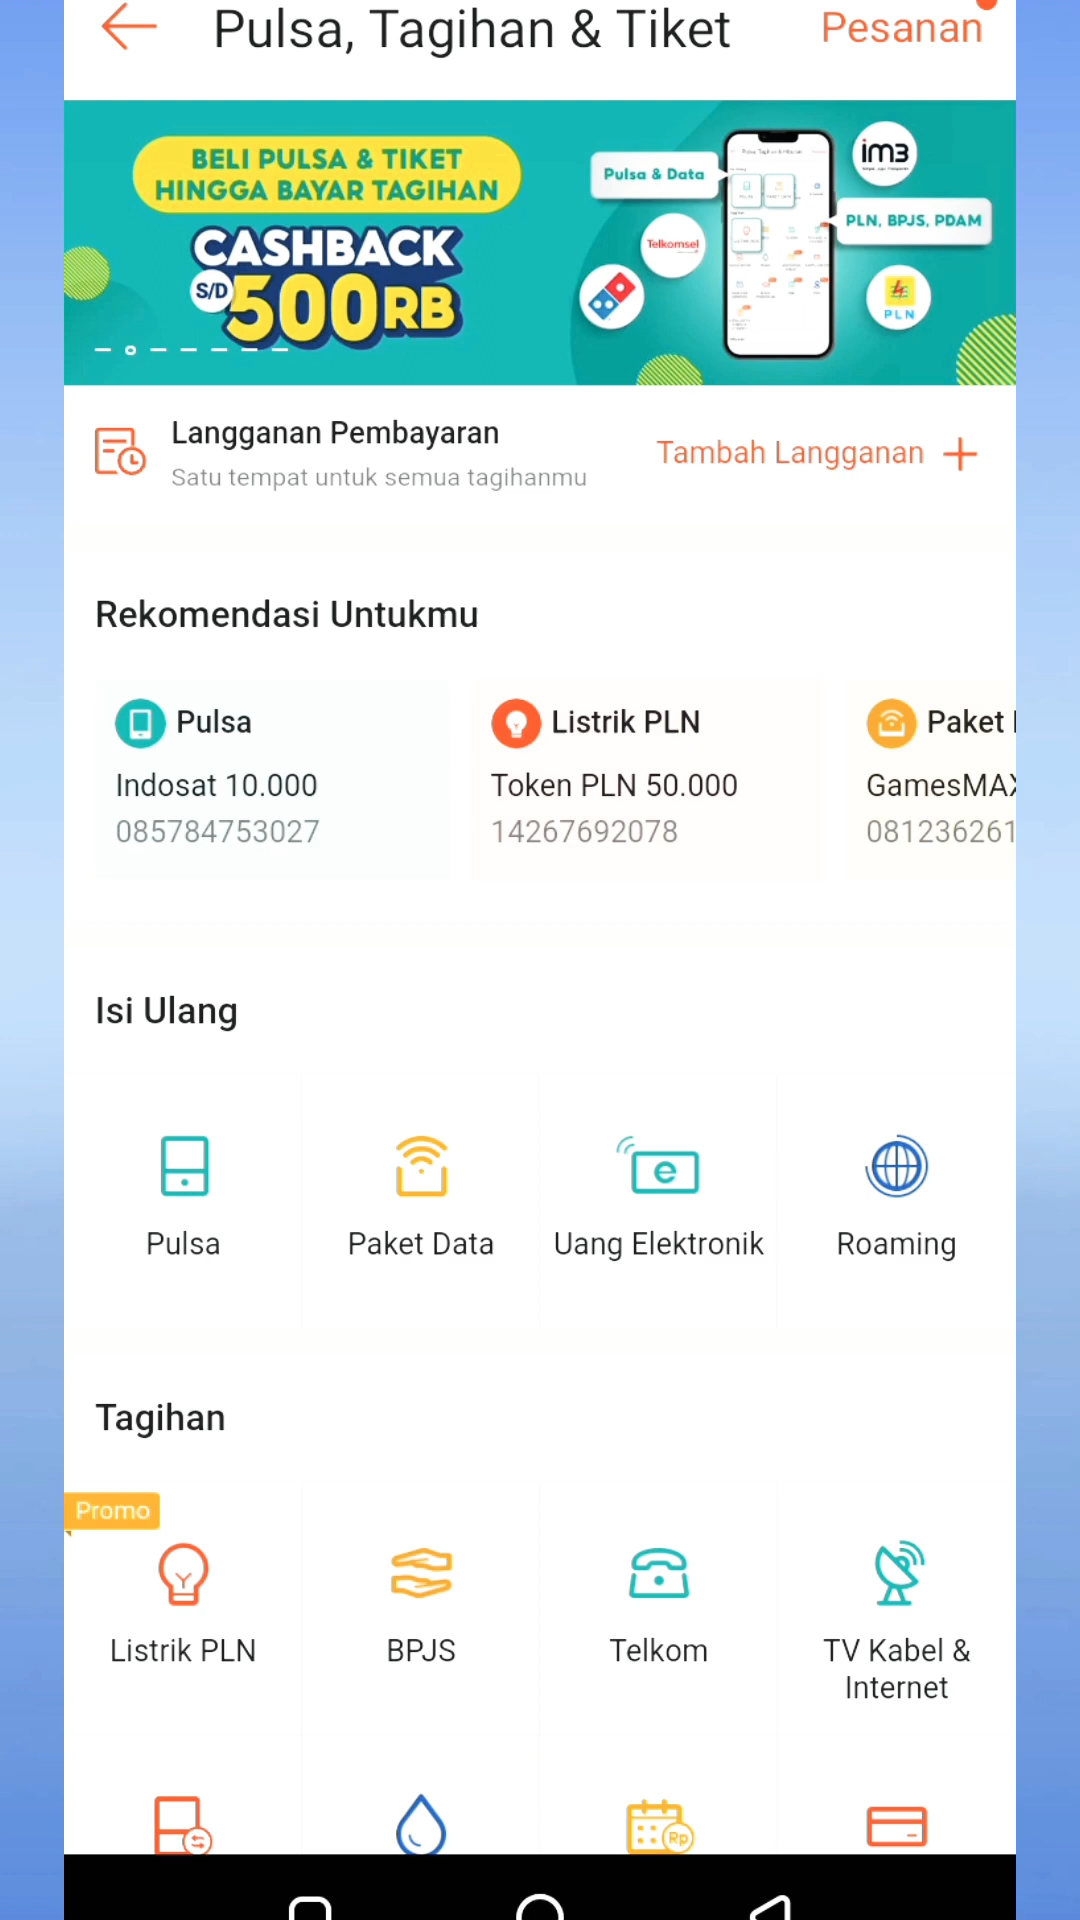 Pulsa, Tagihan & Tiket
Pesanan
BELI PULSA & TIKET
HINGGA BAYAR TAGIHAN
CASHBACK
S/D
500RB
Pulsa & Data
im3
Telkomsel
PLN, BPJS, PDAM
PLN
Langganan Pembayaran
Satu tempat untuk semua tagihanmu
Tambah Langganan
Rekomendasi Untukmu
Pulsa
Indosat 10.000
085784753027
Listrik PLN
Token PLN 50.000
14267692078
Paket
GamesMAX
081236261
Isi Ulang
Pulsa
Paket Data
Uang Elektronik
Roaming
Tagihan
Promo
Listrik PLN
BPJS
Telkom
TV Kabel &
Internet
Rp